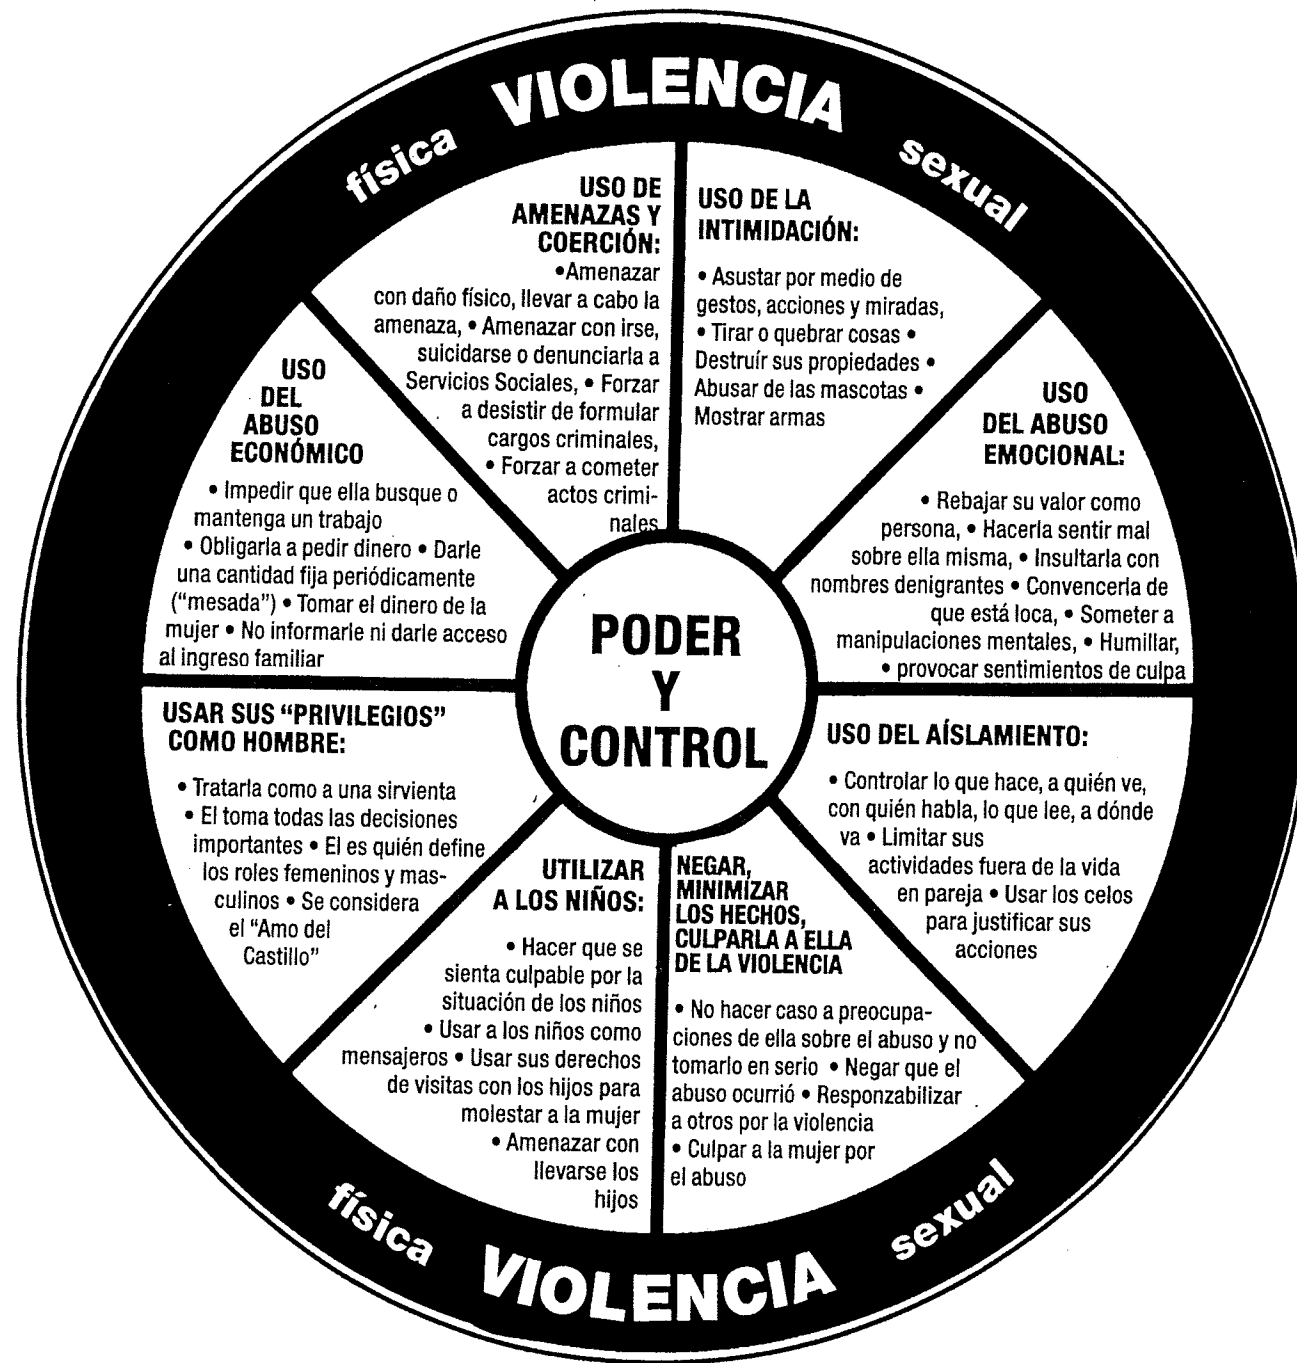 VIOLENCIA
física
sexual
USO DE
AMENAZAS Y
COERCIÓN:
•Amenazar
con daño físico, llevar a cabo la
amenaza, • Amenazar con irse,
suicidarse o denunciarla a
Servicios Sociales, • Forzar
a desistir de formular
cargos criminales,
• Forzar a cometer
actos crimi-
nales
USO DE LA
INTIMIDACIÓN:
• Asustar por medio de
gestos, acciones y miradas,
• Tirar o quebrar cosas •
Destruír sus propiedades •
Abusar de las mascotas •
Mostrar armas
USO
DEL ABUSO
EMOCIONAL:
• Rebajar su valor como
persona, • Hacerla sentir mal
sobre ella misma, • Insultarla con
nombres denigrantes • Convencerla de
que está loca, • Someter a
manipulaciones mentales, • Humillar,
• provocar sentimientos de culpa
USO DEL AÍSLAMIENTO:
• Controlar lo que hace, a quién ve,
con quién habla, lo que lee, a dónde
va • Limitar sus
actividades fuera de la vida
en pareja • Usar los celos
para justificar sus
acciones
NEGAR,
MINIMIZAR
LOS HECHOS,
CULPARLA A ELLA
DE LA VIOLENCIA
• No hacer caso a preocupa-
ciones de ella sobre el abuso y no
tomarlo en serio • Negar que el
abuso ocurrió • Responzabilizar
a otros por la violencia
• Culpar a la mujer por
el abuso
UTILIZAR
A LOS NIÑOS:
• Hacer que se
sienta culpable por la
situación de los niños
• Usar a los niños como
mensajeros • Usar sus derechos
de visitas con los hijos para
molestar a la mujer
• Amenazar con
llevarse los
hijos
USAR SUS “PRIVILEGIOS”
COMO HOMBRE:
• Tratarla como a una sirvienta
• El toma todas las decisiones
importantes • El es quién define
los roles femeninos y mas-
culinos • Se considera
el “Amo del
Castillo”
USO
DEL
ABUSO
ECONÓMICO
• Impedir que ella busque o
mantenga un trabajo
• Obligarla a pedir dinero • Darle
una cantidad fija periódicamente
(“mesada”) • Tomar el dinero de la
mujer • No informarle ni darle acceso
al ingreso familiar
PODER
Y
CONTROL
física
VIOLENCIA
sexual